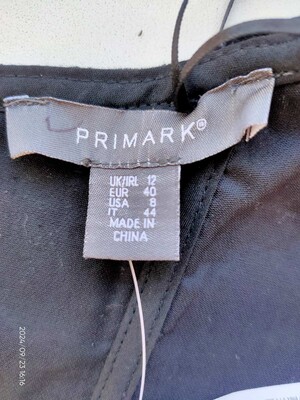 PRIMARK®
UK/IRL 12
EUR 40
USA 8
IT 44
MADE IN
CHINA
2024/09/23 16:16